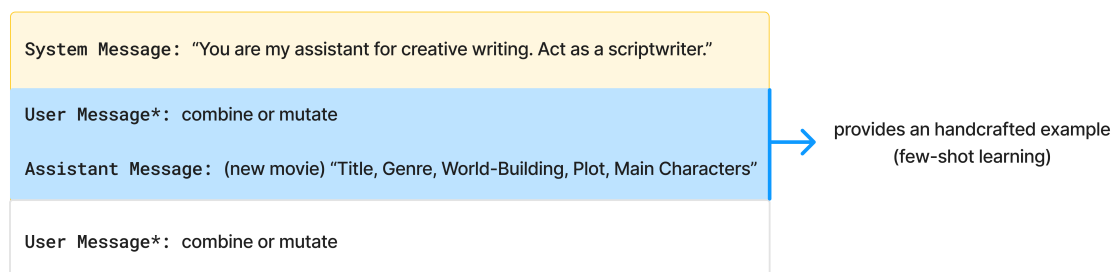 System Message: “You are my assistant for creative writing. Act as a scriptwriter.”
User Message*: combine or mutate
Assistant Message: (new movie) “Title, Genre, World-Building, Plot, Main Characters”
provides an handcrafted example
(few-shot learning)
User Message*: combine or mutate